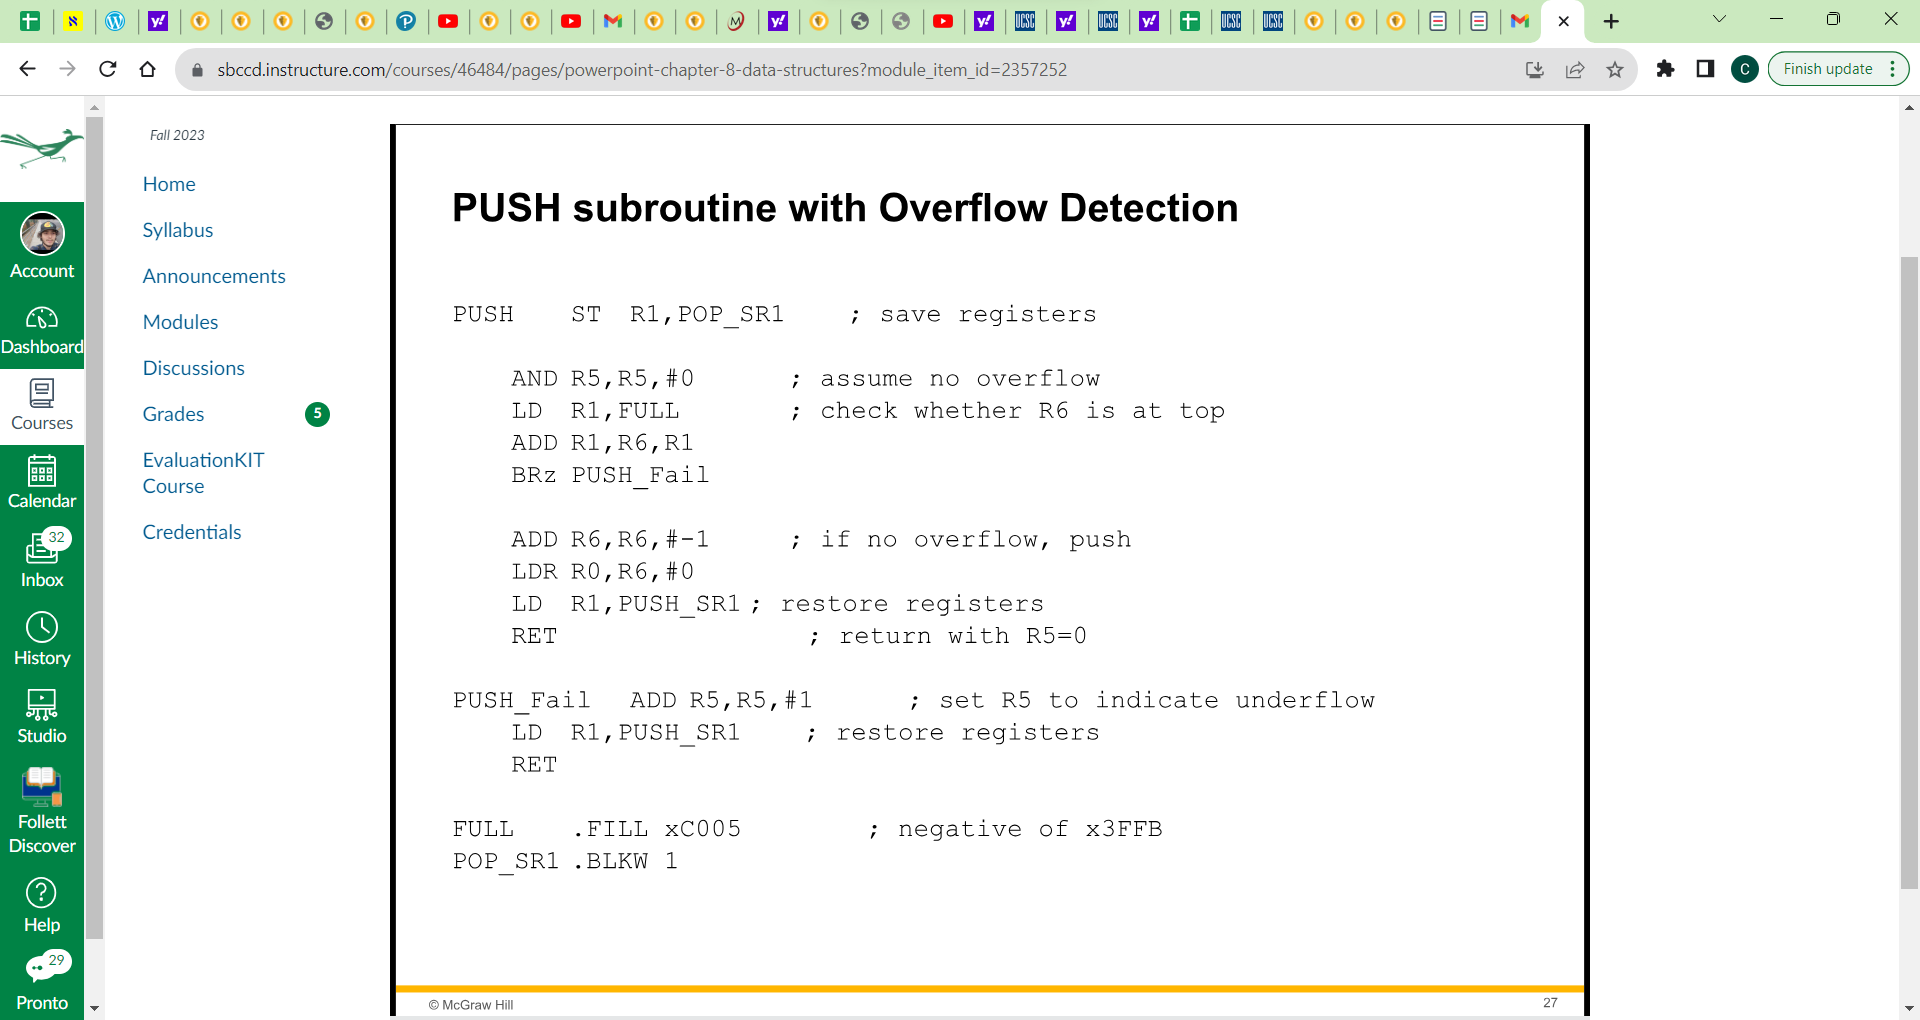 sbccd.instructure.com/courses/46484/pages/powerpoint-chapter-8-data-structures?module_item_id=2357252
C
Finish update
Fall 2023
Home
Syllabus
Announcements
Modules
Discussions
Grades 5
EvaluationKIT
Course
Credentials
Account
Dashboard
Courses
Calendar
32
Inbox
History
Studio
Follett
Discover
Help
29
Pronto
PUSH subroutine with Overflow Detection
PUSH ST R1,POP_SR1 ; save registers
AND R5,R5,#0 ; assume no overflow
LD R1,FULL ; check whether R6 is at top
ADD R1,R6,R1
BRz PUSH_Fail
ADD R6,R6,#-1 ; if no overflow, push
LDR R0,R6,#0
LD R1,PUSH_SR1 ; restore registers
RET ; return with R5=0
PUSH_Fail ADD R5,R5,#1 ; set R5 to indicate underflow
LD R1,PUSH_SR1 ; restore registers
RET
FULL .FILL xC005 ; negative of x3FFB
POP_SR1 .BLKW 1
© McGraw Hill
27